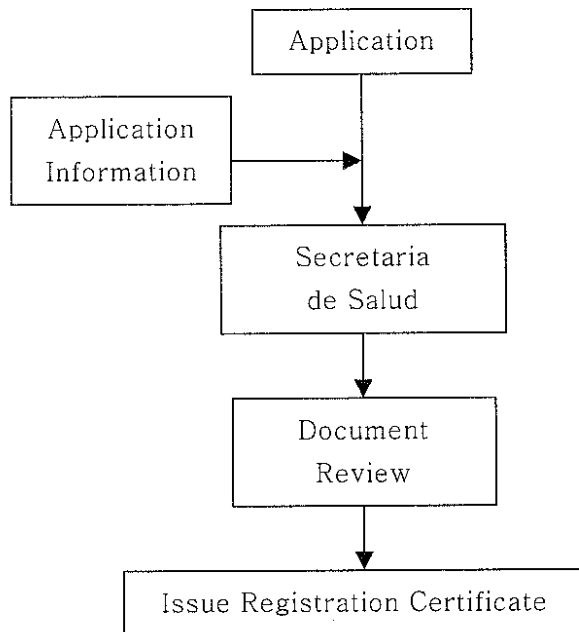 Application
Application
Information
Secretaria
de Salud
Document
Review
Issue Registration Certificate